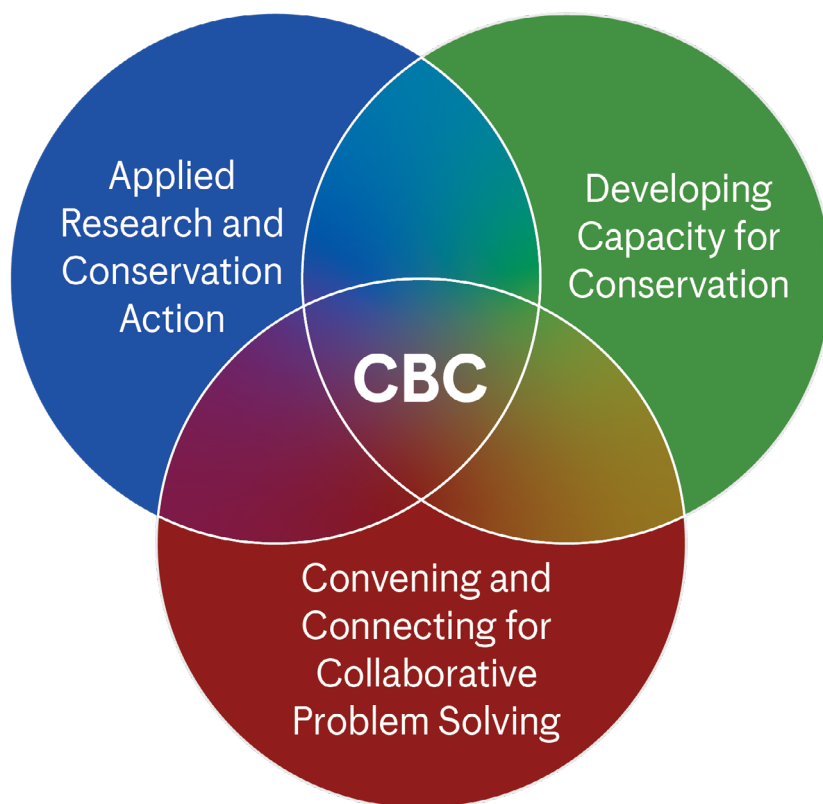 Applied
Research and
Conservation
Action
Developing
Capacity for
Conservation
CBC
Convening and
Connecting for
Collaborative
Problem Solving